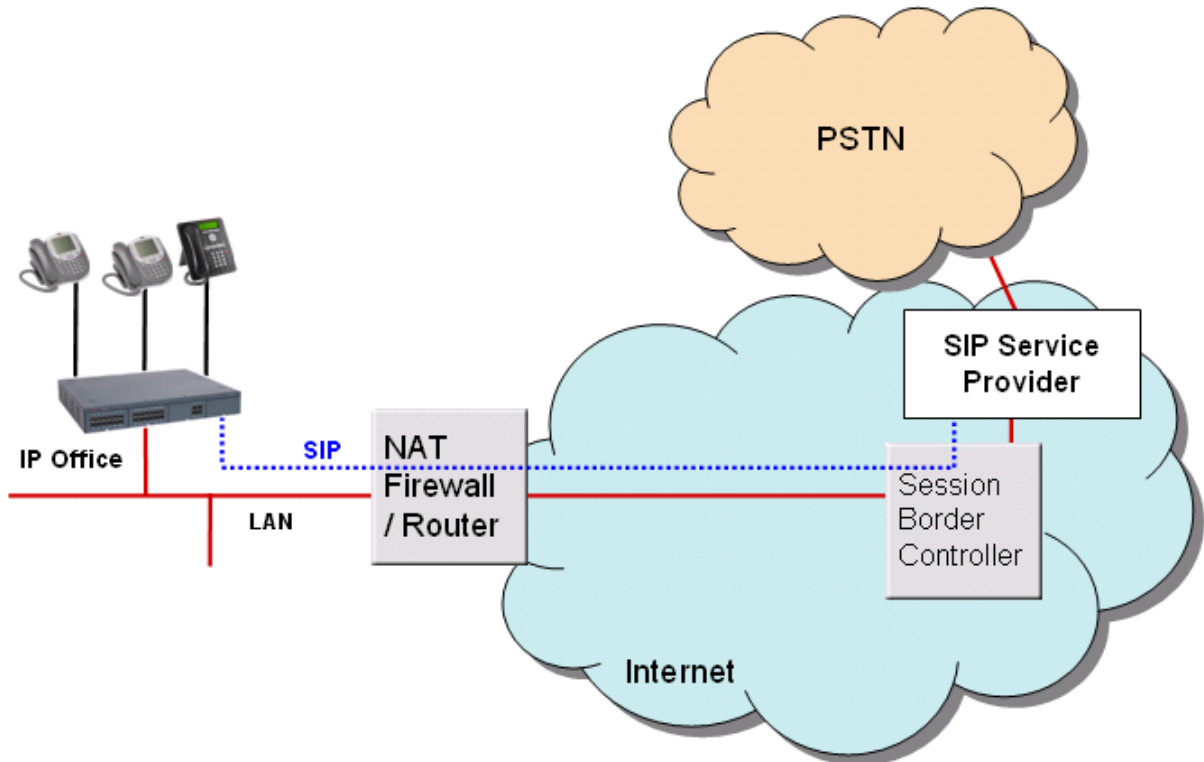 PSTN
SIP Service
Provider
IP Office
SIP
NAT
Firewall
/ Router
LAN
Session
Border
Controller
Internet